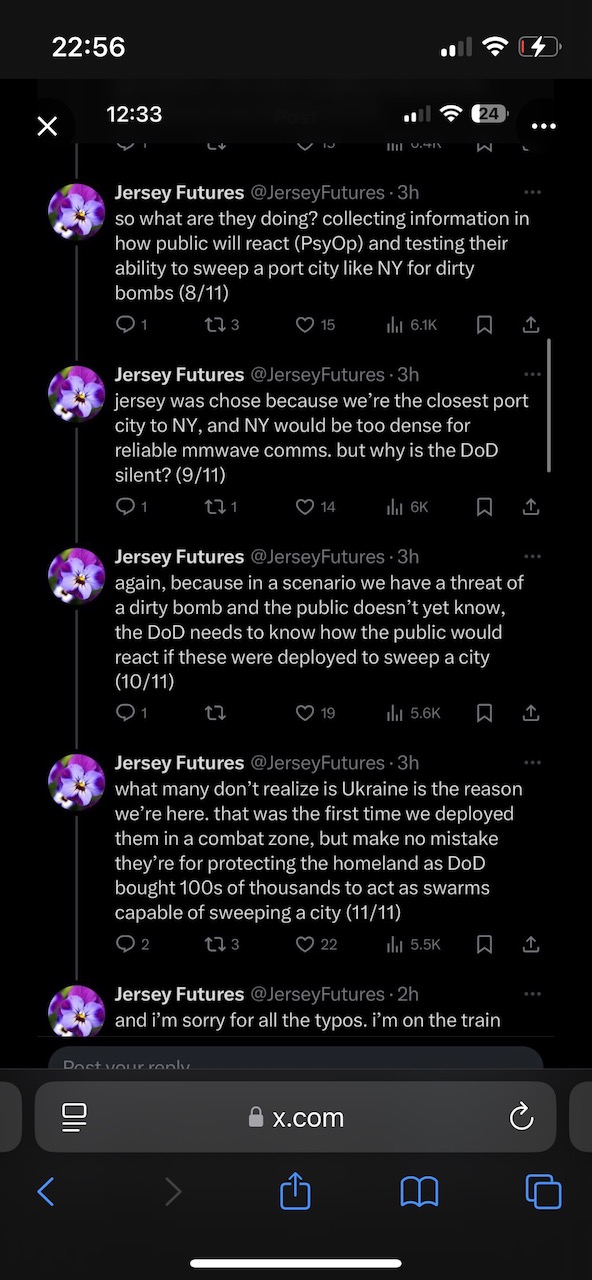 22:56
12:33
24
Jersey Futures @JerseyFutures · 3h
so what are they doing? collecting information in
how public will react (PsyOp) and testing their
ability to sweep a port city like NY for dirty
bombs (8/11)
1 3 15 6.1K
Jersey Futures @JerseyFutures · 3h
jersey was chose because we're the closest port
city to NY, and NY would be too dense for
reliable mmwave comms. but why is the DoD
silent? (9/11)
1 1 14 6K
Jersey Futures @JerseyFutures · 3h
again, because in a scenario we have a threat of
a dirty bomb and the public doesn't yet know,
the DoD needs to know how the public would
react if these were deployed to sweep a city
(10/11)
1 19 5.6K
Jersey Futures @JerseyFutures · 3h
what many don't realize is Ukraine is the reason
we're here. that was the first time we deployed
them in a combat zone, but make no mistake
they're for protecting the homeland as DoD
bought 100s of thousands to act as swarms
capable of sweeping a city (11/11)
2 3 22 5.5K
Jersey Futures @JerseyFutures · 2h
and i'm sorry for all the typos. i'm on the train
Post your reply
x.com